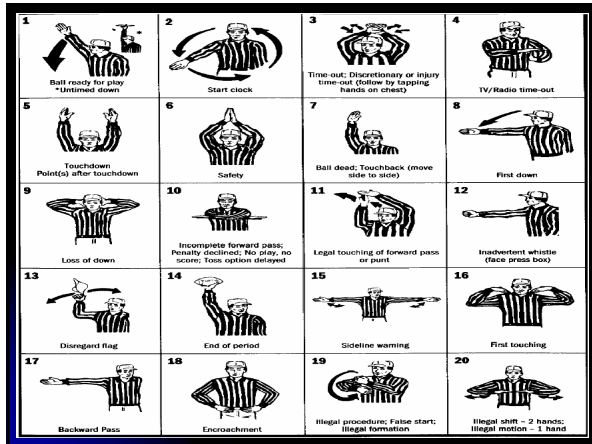 1
Ball ready for play
*Untimed down
2
Start clock
3
Time-out; Discretionary or injury
time-out (follow by tapping
hands on chest)
4
TV/Radio time-out
5
Touchdown
Point(s) after touchdown
6
Safety
7
Ball dead; Touchback (move
side to side)
8
First down
9
Loss of down
10
Incomplete forward pass;
Penalty declined; No play, no
score; Toss option delayed
11
Legal touching of forward pass
or punt
12
Inadvertent whistle
(face press box)
13
Disregard flag
14
End of period
15
Sideline warning
16
First touching
17
Backward Pass
18
Encroachment
19
Illegal procedure; False start;
Illegal formation
20
Illegal shift – 2 hands;
Illegal motion – 1 hand